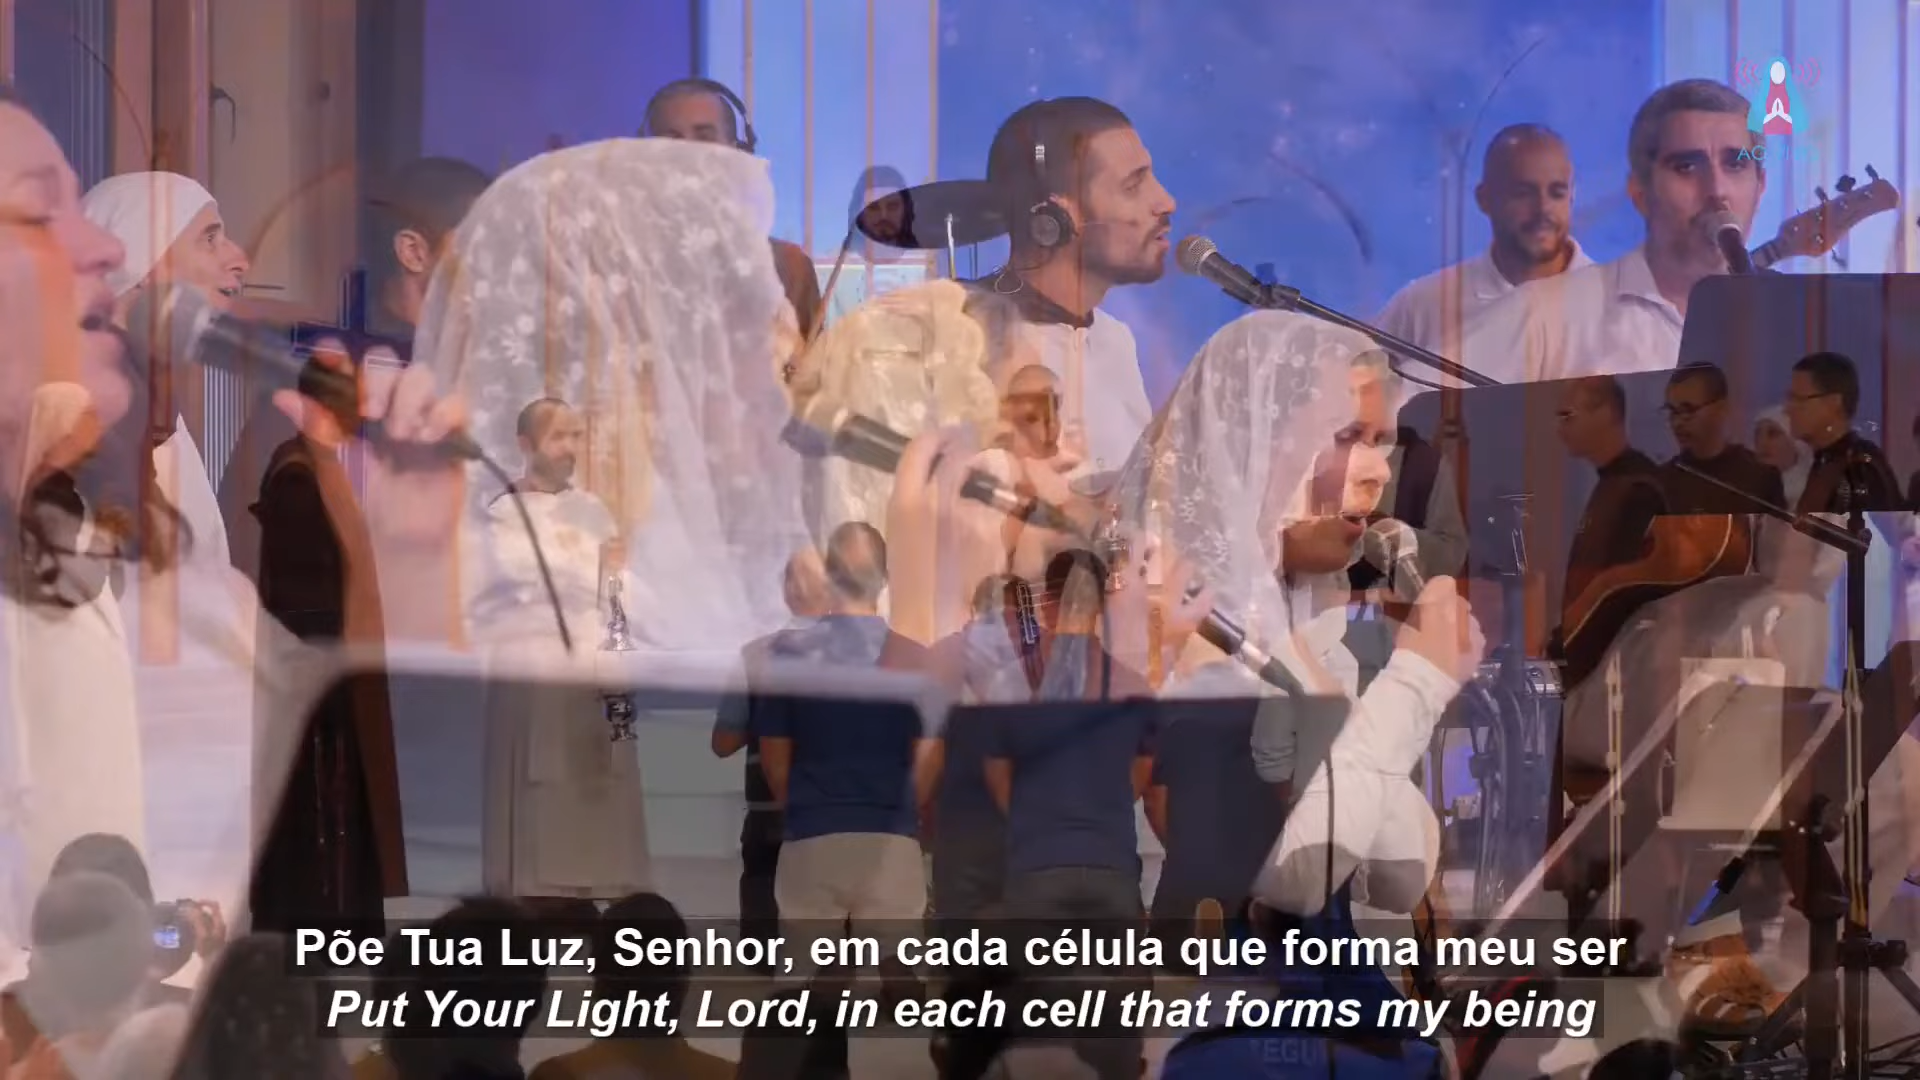 Põe Tua Luz, Senhor, em cada célula que forma meu ser
Put Your Light, Lord, in each cell that forms my being